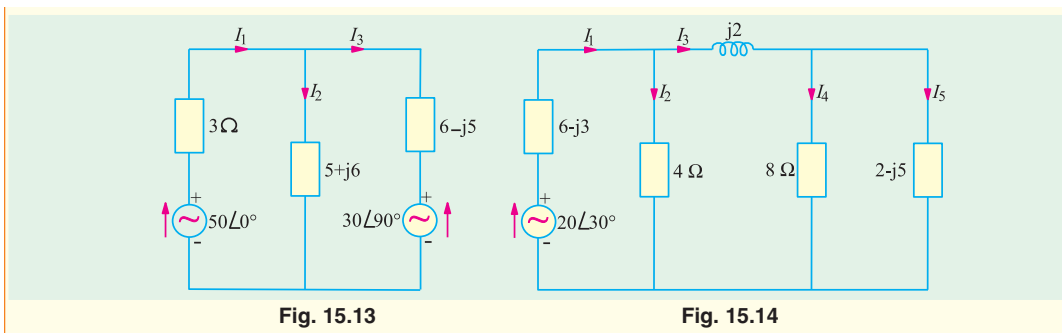 I₁ I₃
I₂
3Ω
6–j5
5+j6
+ +
50∠0° 30∠90°
- -
Fig. 15.13
j2
I₁ I₃
I₂ I₄ I₅
6-j3
4 Ω 8 Ω 2-j5
+
20∠30°
-
Fig. 15.14